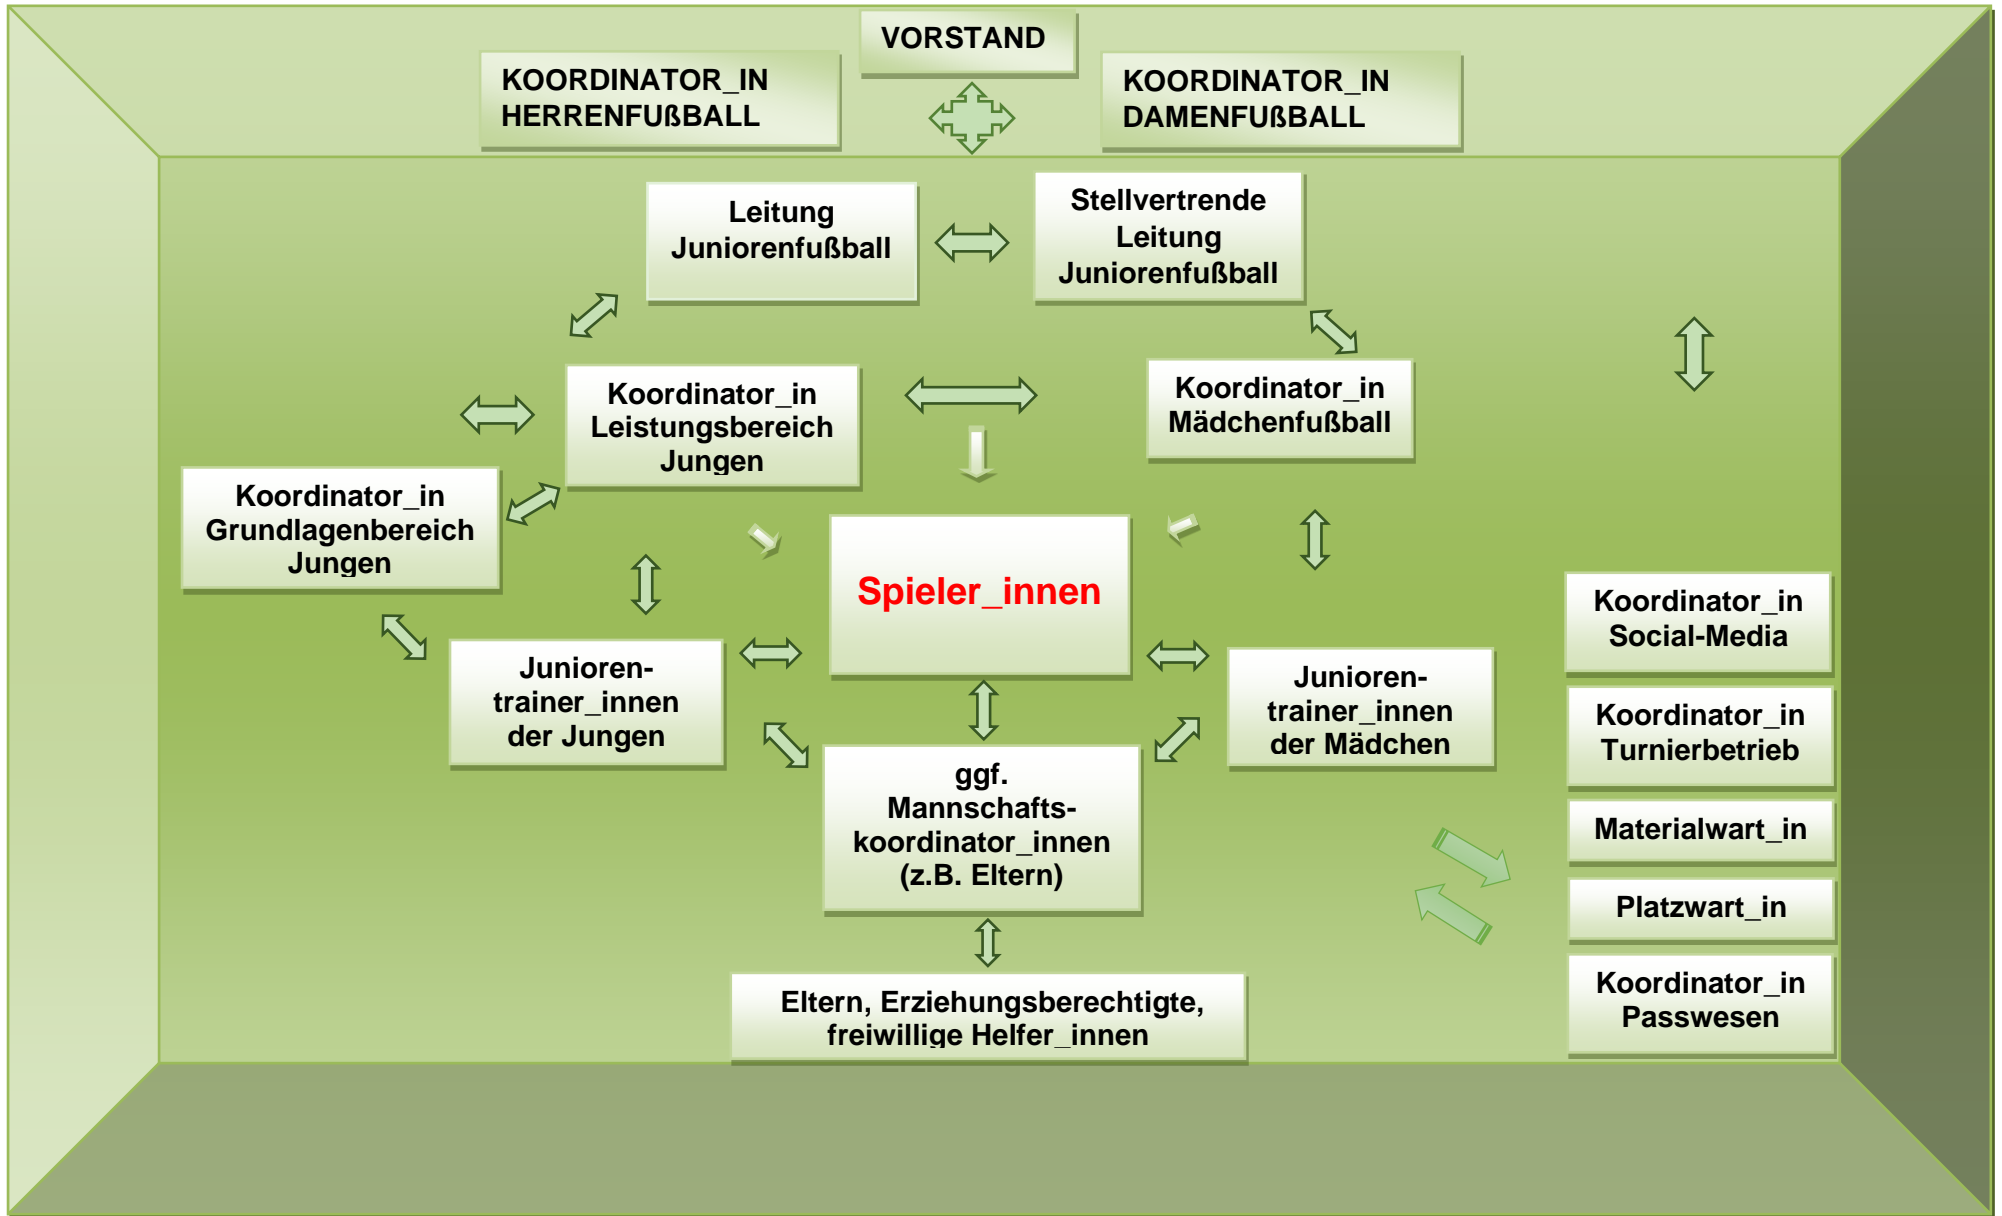 VORSTAND
KOORDINATOR_IN
HERRENFUßBALL
KOORDINATOR_IN
DAMENFUßBALL
Leitung
Juniorenfußball
Stellvertrende
Leitung
Juniorenfußball
Koordinator_in
Leistungsbereich
Jungen
Koordinator_in
Mädchenfußball
Koordinator_in
Grundlagenbereich
Jungen
Spieler_innen
Junioren-
trainer_innen
der Jungen
Junioren-
trainer_innen
der Mädchen
ggf.
Mannschafts-
koordinator_innen
(z.B. Eltern)
Eltern, Erziehungsberechtigte,
freiwillige Helfer_innen
Koordinator_in
Social-Media
Koordinator_in
Turnierbetrieb
Materialwart_in
Platzwart_in
Koordinator_in
Passwesen